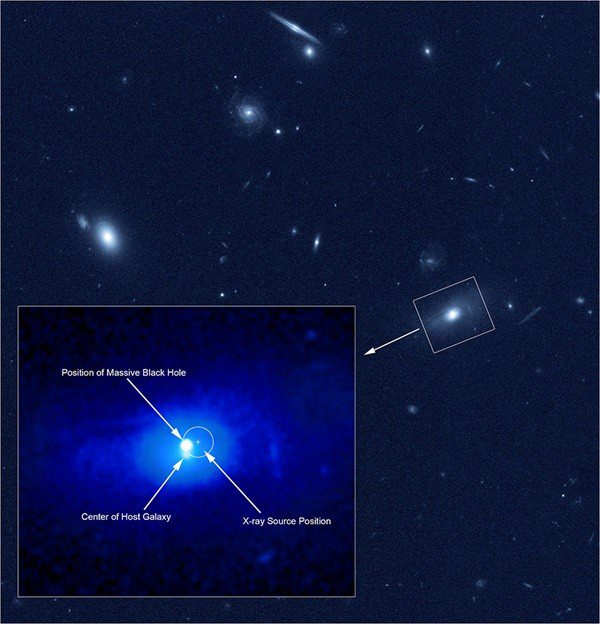 Position of Massive Black Hole
Center of Host Galaxy
X-ray Source Position